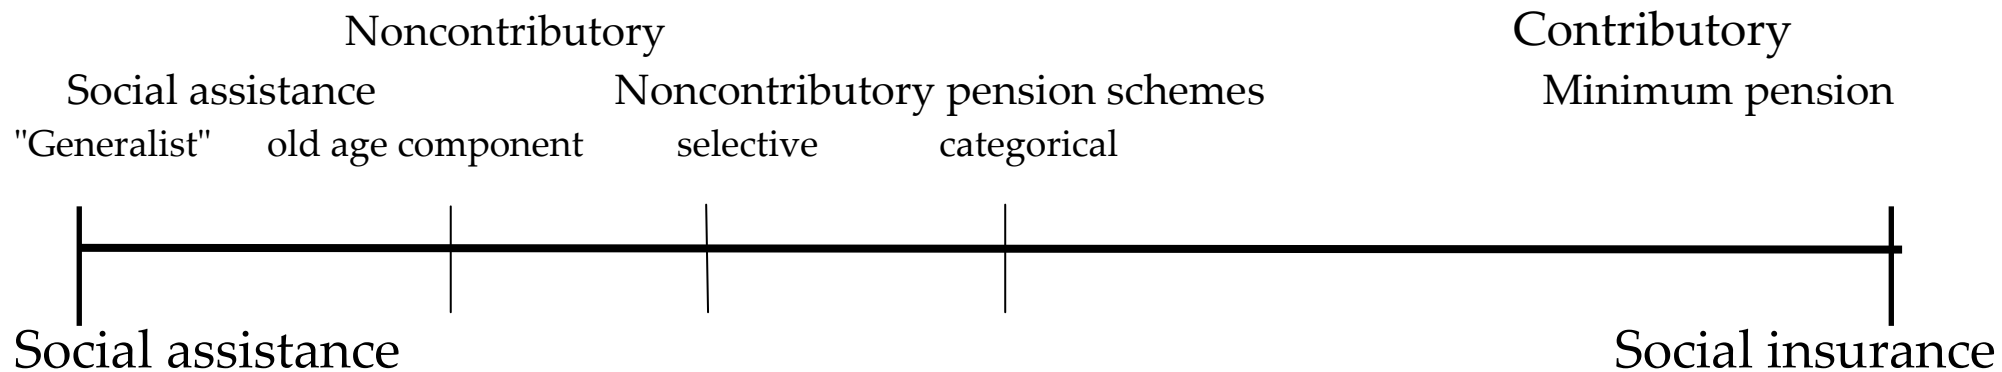 Noncontributory Contributory
Social assistance Noncontributory pension schemes Minimum pension
"Generalist" old age component selective categorical
Social assistance Social insurance